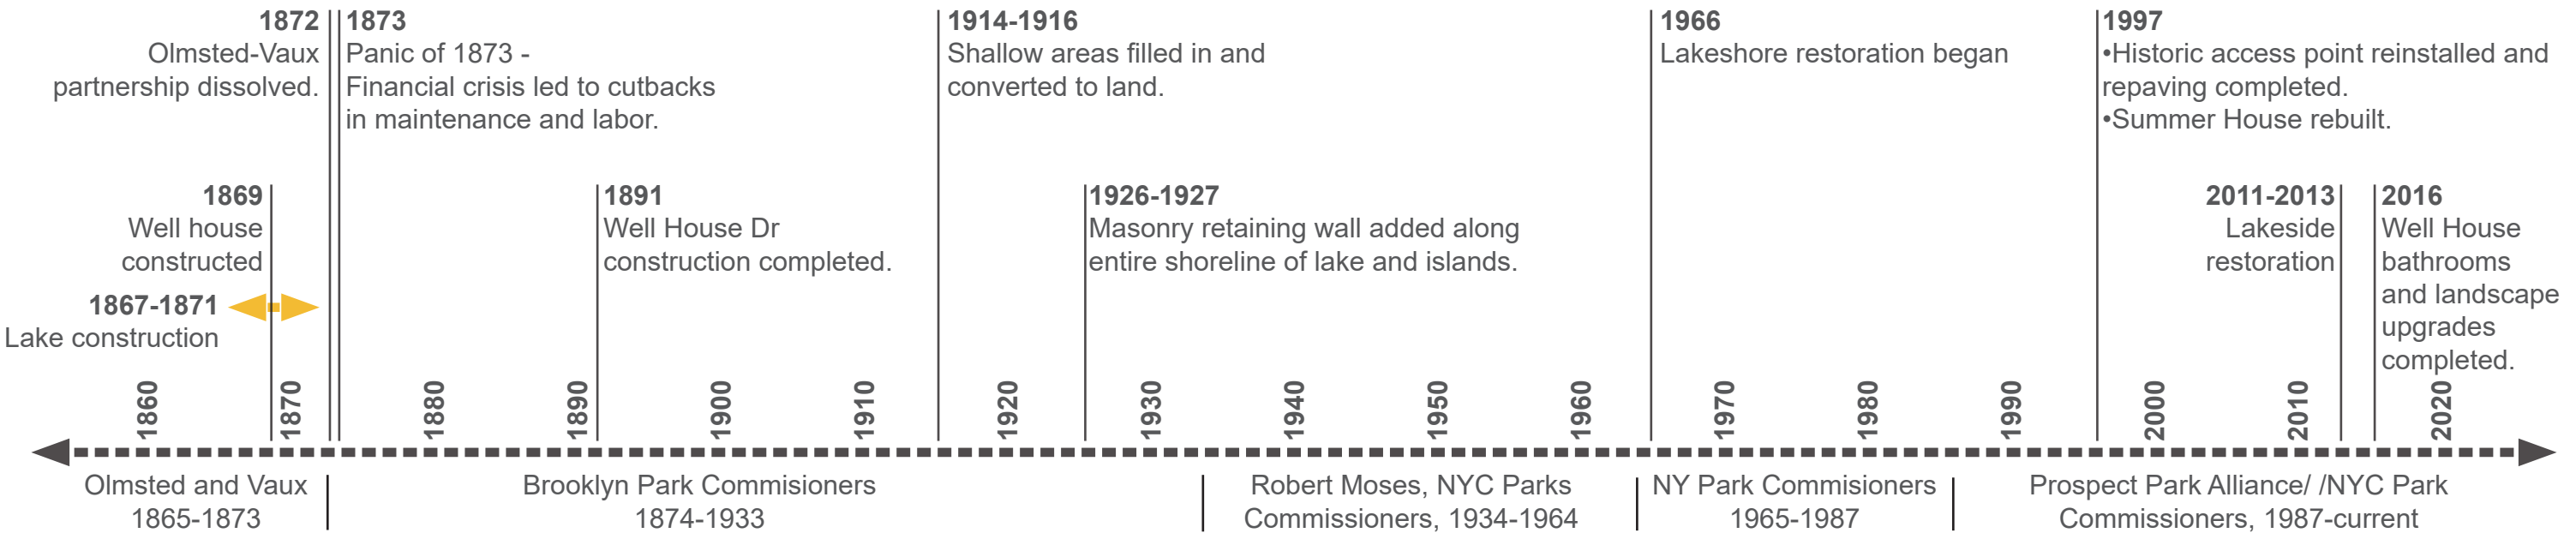 1872
Olmsted-Vaux
partnership dissolved.
1873
Panic of 1873 -
Financial crisis led to cutbacks
in maintenance and labor.
1914-1916
Shallow areas filled in and
converted to land.
1966
Lakeshore restoration began
1997
•Historic access point reinstalled and
repaving completed.
•Summer House rebuilt.
1869
Well house
constructed
1867-1871
Lake construction
1891
Well House Dr
construction completed.
1926-1927
Masonry retaining wall added along
entire shoreline of lake and islands.
2011-2013
Lakeside
restoration
2016
Well House
bathrooms
and landscape
upgrades
completed.
1860
1870
1880
1890
1900
1910
1920
1930
1940
1950
1960
1970
1980
1990
2000
2010
2020
Olmsted and Vaux
1865-1873
Brooklyn Park Commisioners
1874-1933
Robert Moses, NYC Parks
Commissioners, 1934-1964
NY Park Commisioners
1965-1987
Prospect Park Alliance/ /NYC Park
Commissioners, 1987-current